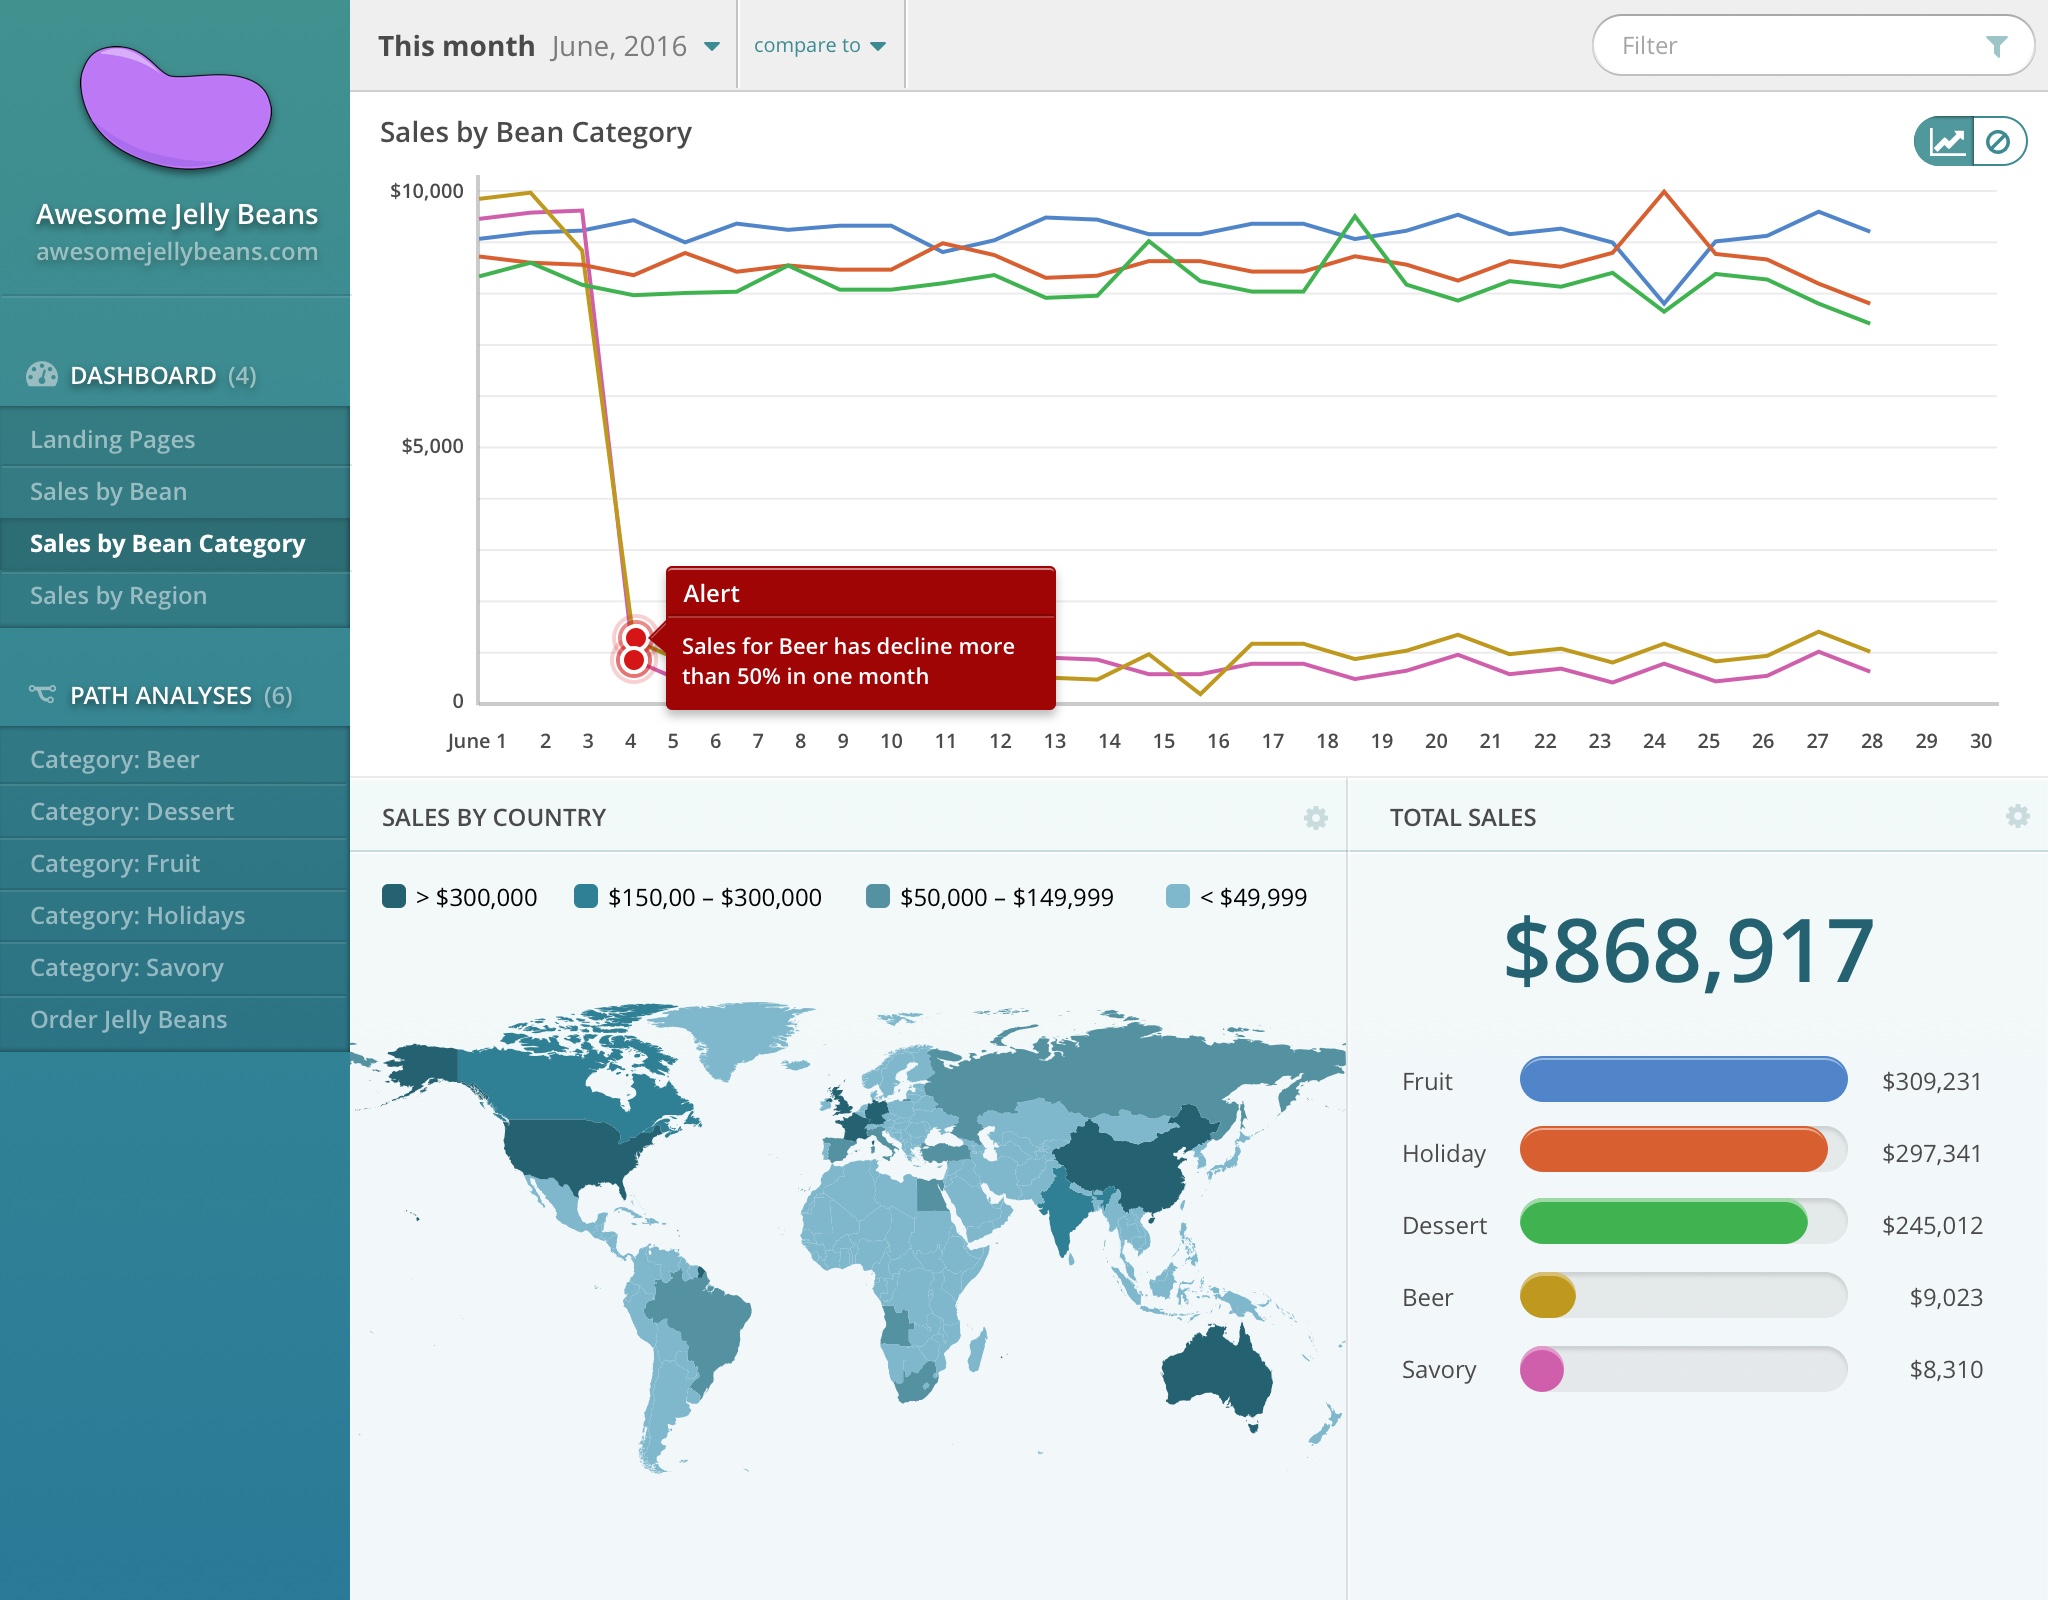 Awesome Jelly Beans
awesomejellybeans.com
DASHBOARD (4)
Landing Pages
Sales by Bean
Sales by Bean Category
Sales by Region
PATH ANALYSES (6)
Category: Beer
Category: Dessert
Category: Fruit
Category: Holidays
Category: Savory
Order Jelly Beans
This month June, 2016 compare to Filter
Sales by Bean Category
$10,000
$5,000
0
Alert
Sales for Beer has decline more
than 50% in one month
June 1 2 3 4 5 6 7 8 9 10 11 12 13 14 15 16 17 18 19 20 21 22 23 24 25 26 27 28 29 30
SALES BY COUNTRY
> $300,000 $150,00 – $300,000 $50,000 – $149,999 < $49,999
TOTAL SALES
$868,917
Fruit $309,231
Holiday $297,341
Dessert $245,012
Beer $9,023
Savory $8,310